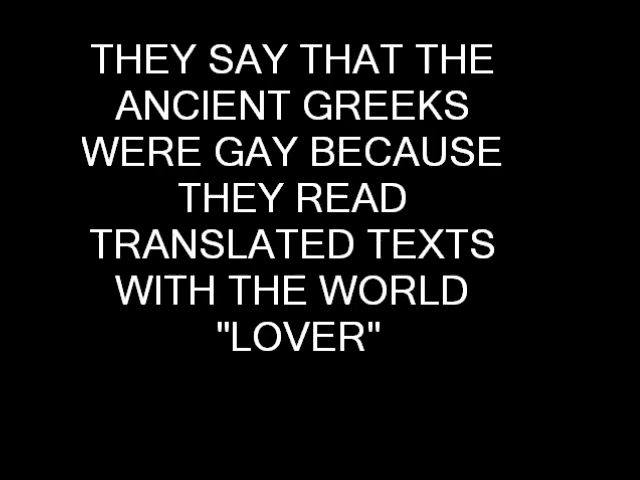 THEY SAY THAT THE
ANCIENT GREEKS
WERE GAY BECAUSE
THEY READ
TRANSLATED TEXTS
WITH THE WORLD
"LOVER"